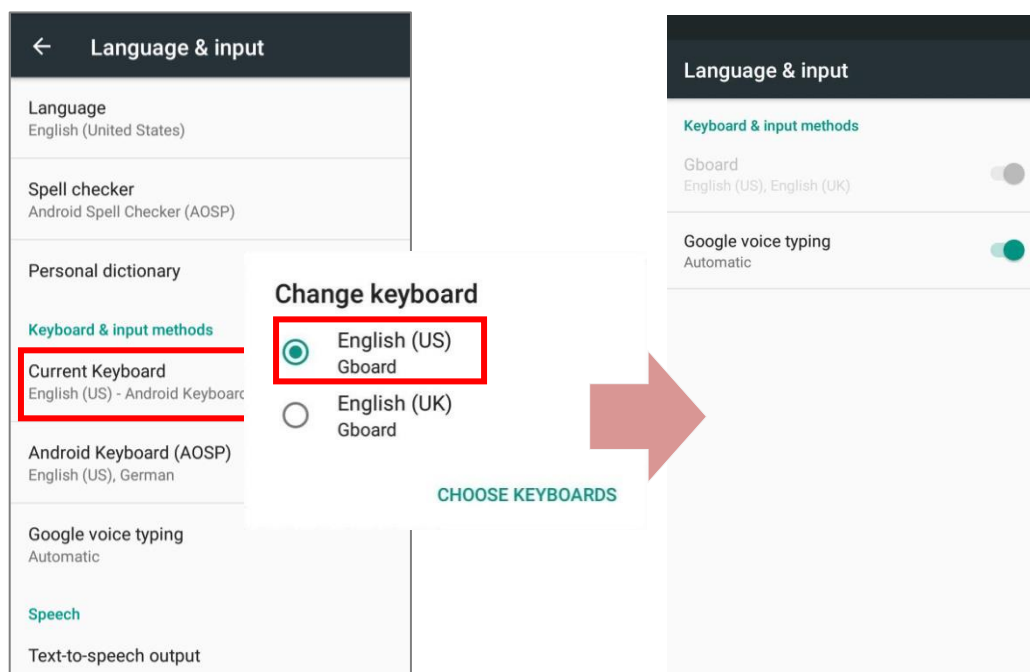 Language & input
Language
English (United States)
Spell checker
Android Spell Checker (AOSP)
Personal dictionary
Keyboard & input methods
Current Keyboard
English (US) - Android Keyboard
Android Keyboard (AOSP)
English (US), German
Google voice typing
Automatic
Speech
Text-to-speech output
Change keyboard
English (US)
Gboard
English (UK)
Gboard
CHOOSE KEYBOARDS
Language & input
Keyboard & input methods
Gboard
English (US), English (UK)
Google voice typing
Automatic